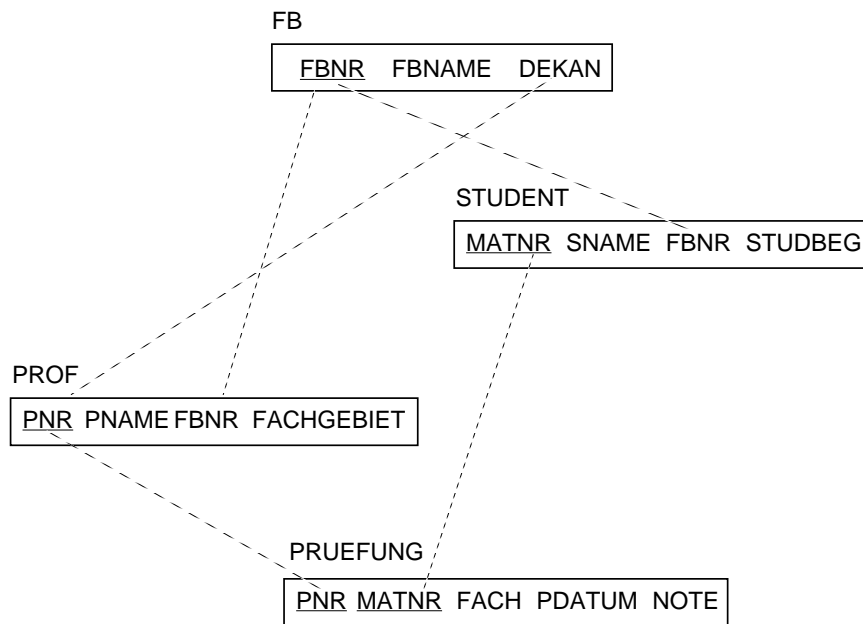 FB
FBNR FBNAME DEKAN
STUDENT
MATNR SNAME FBNR STUDBEG
PROF
PNR PNAME FBNR FACHGEBIET
PRUEFUNG
PNR MATNR FACH PDATUM NOTE